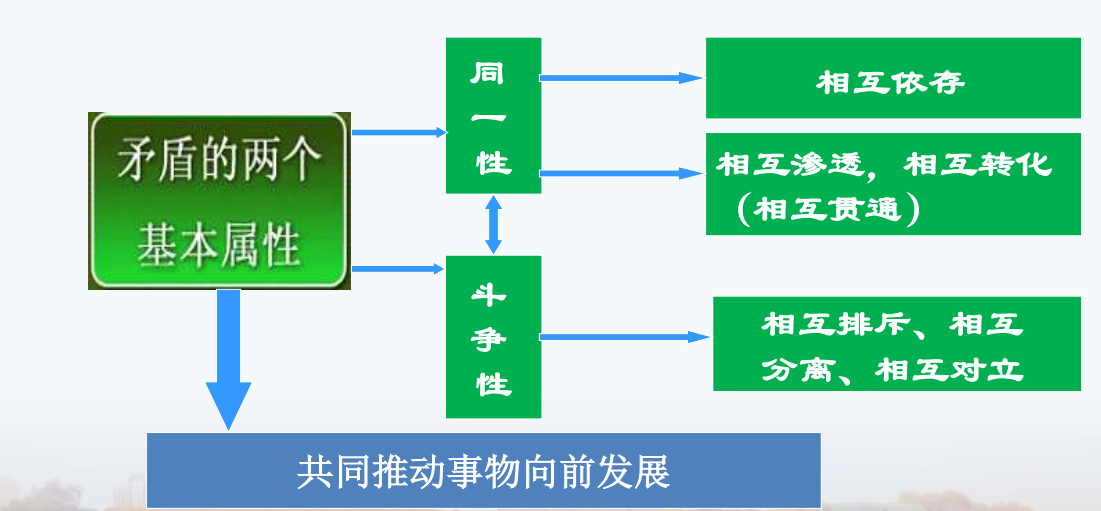 矛盾的两个
基本属性
同
一
性
相互依存
相互渗透，相互转化
（相互贯通）
斗
争
性
相互排斥、相互
分离、相互对立
共同推动事物向前发展